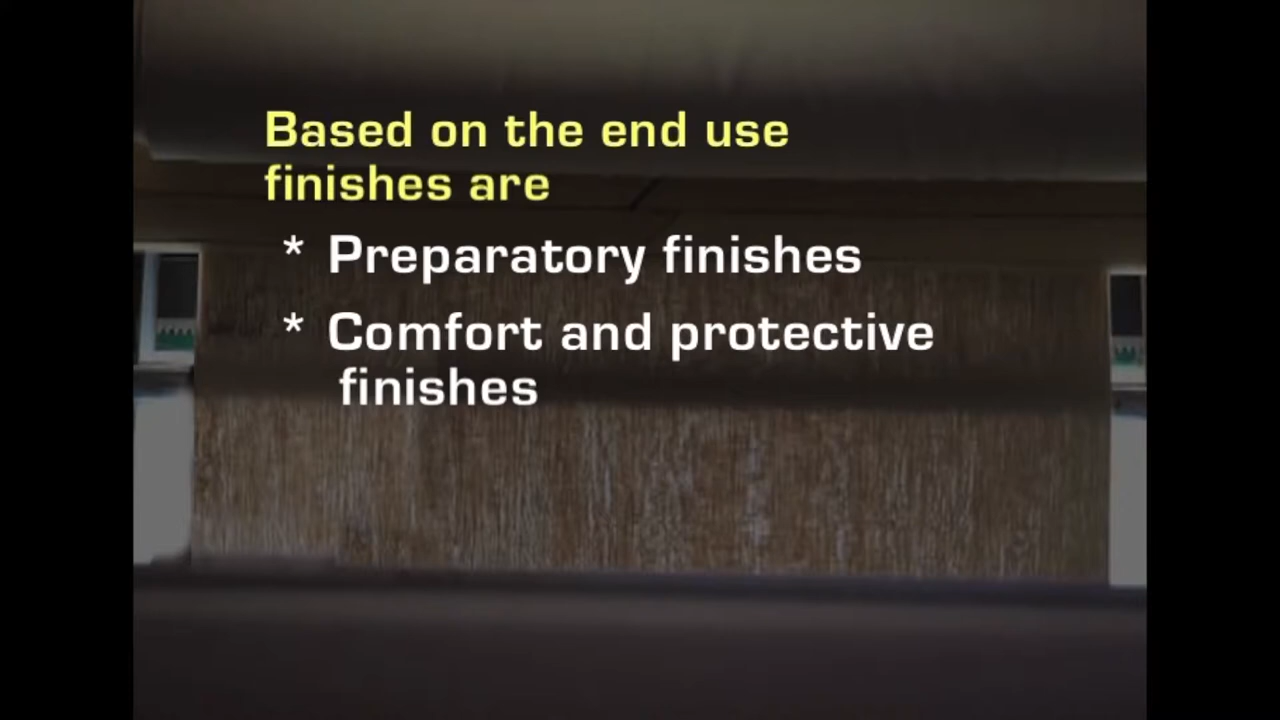 Based on the end use
finishes are
* Preparatory finishes
* Comfort and protective
finishes